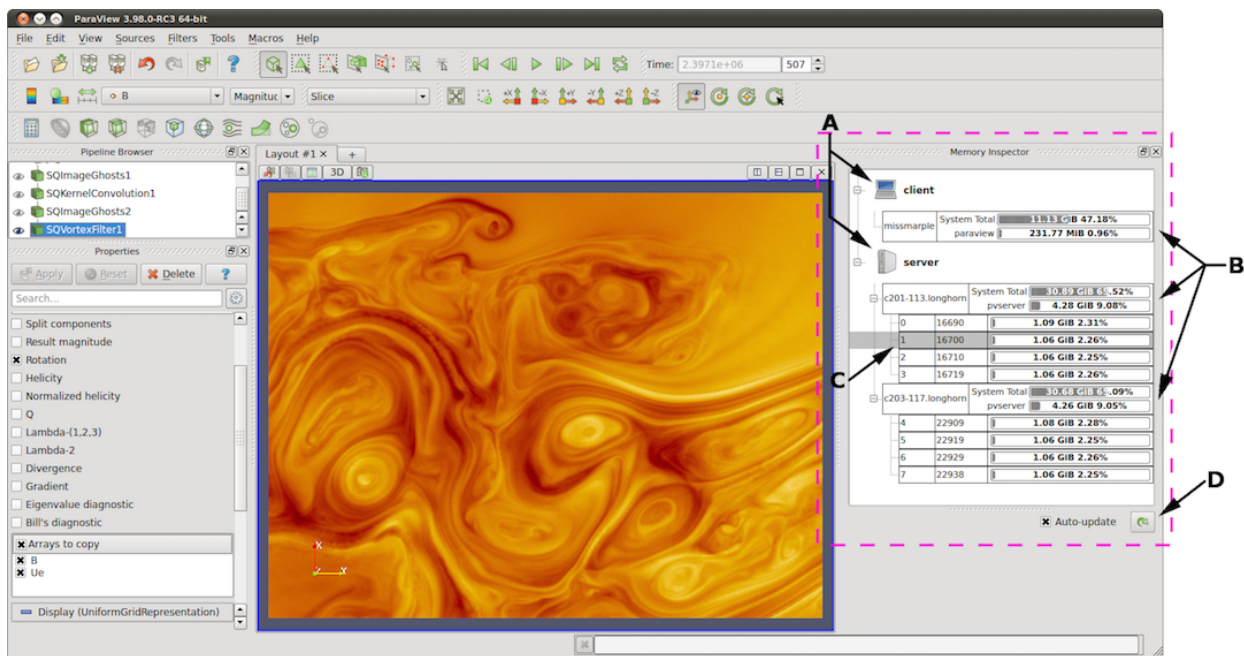 ParaView 3.98.0-RC3 64-bit
File Edit View Sources Filters Tools Macros Help
Time: 2.3971e+06 507
B Magnituc Slice
+X -X +Y -Y +Z -Z
A
Pipeline Browser
SQImageGhosts1
SQKernelConvolution1
SQImageGhosts2
SQVortexFilter1
Properties
Apply Reset Delete ?
Search...
Split components
Result magnitude
Rotation
Helicity
Normalized helicity
Q
Lambda-(1,2,3)
Lambda-2
Divergence
Gradient
Eigenvalue diagnostic
Bill's diagnostic
Arrays to copy
B
Ue
Display (UniformGridRepresentation)
Layout #1 X +
3D
X
Y
Memory Inspector
client
missmarple System Total 11.13 GiB 47.18%
paraview 231.77 MiB 0.96%
server
B
c201-113.longhorn System Total 30.89 GiB 65.52%
pvserver 4.28 GiB 9.08%
0 16690 1.09 GiB 2.31%
1 16700 1.06 GiB 2.26%
2 16710 1.06 GiB 2.25%
3 16719 1.06 GiB 2.26%
C
c203-117.longhorn System Total 30.68 GiB 65.09%
pvserver 4.26 GiB 9.05%
4 22909 1.08 GiB 2.28%
5 22919 1.06 GiB 2.25%
6 22929 1.06 GiB 2.26%
7 22938 1.06 GiB 2.25%
D
Auto-update